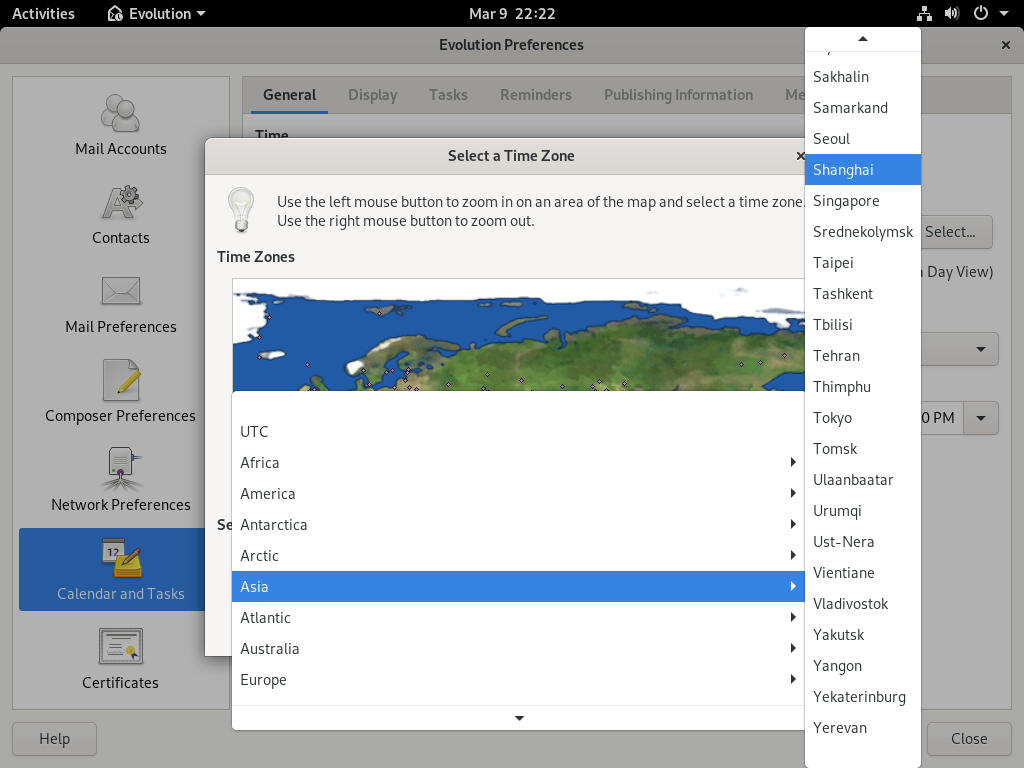 Activities
Evolution
Mar 9 22:22
Evolution Preferences
Mail Accounts
Contacts
Mail Preferences
Composer Preferences
Network Preferences
12
Calendar and Tasks
Certificates
Help
General
Display
Tasks
Reminders
Publishing Information
Me
Time
Select...
Day View)
0 PM
Close
Select a Time Zone
Use the left mouse button to zoom in on an area of the map and select a time zone.
Use the right mouse button to zoom out.
Time Zones
Se
UTC
Africa
America
Antarctica
Arctic
Asia
Atlantic
Australia
Europe
Sakhalin
Samarkand
Seoul
Shanghai
Singapore
Srednekolymsk
Taipei
Tashkent
Tbilisi
Tehran
Thimphu
Tokyo
Tomsk
Ulaanbaatar
Urumqi
Ust-Nera
Vientiane
Vladivostok
Yakutsk
Yangon
Yekaterinburg
Yerevan